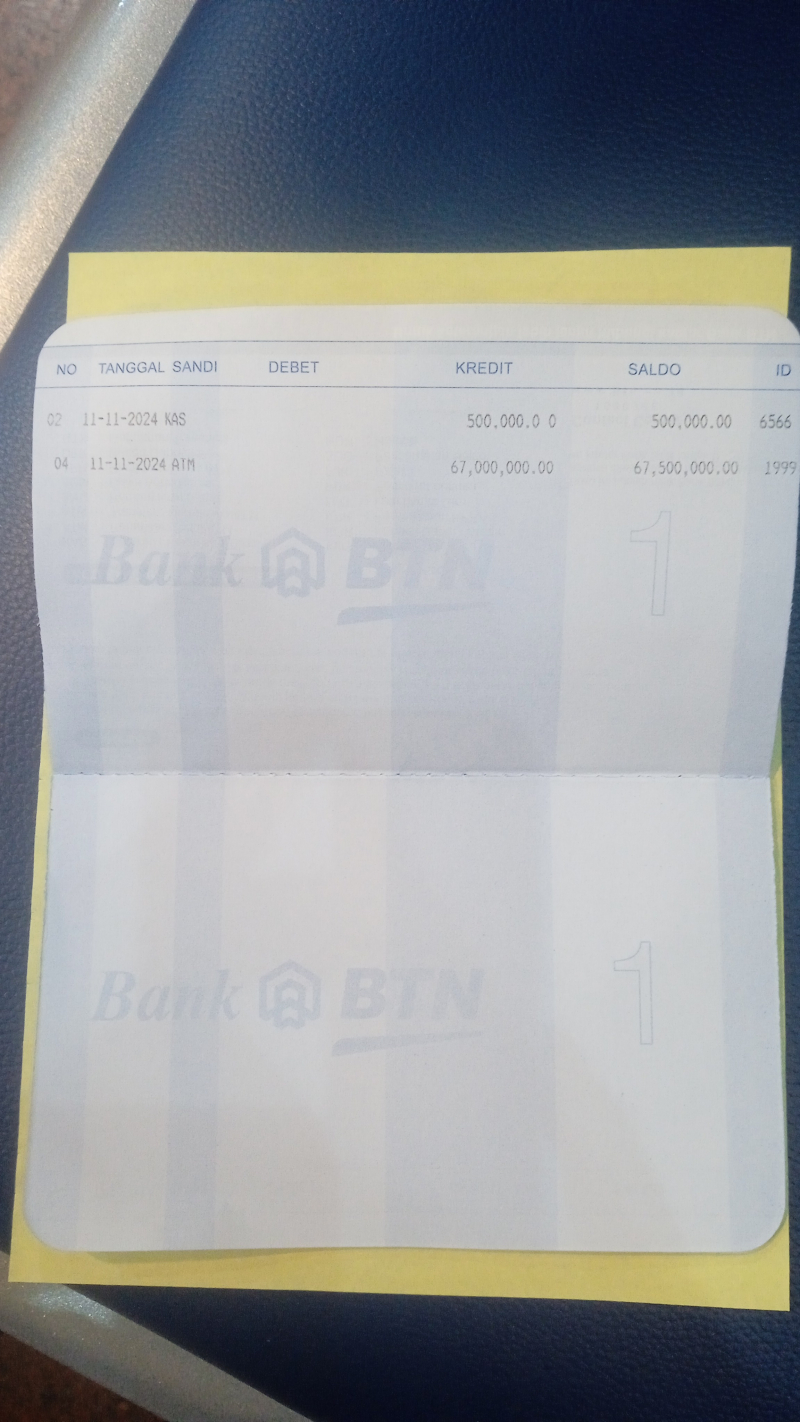 NO TANGGAL SANDI DEBET KREDIT SALDO ID
02 11-11-2024 KAS 500,000.0 0 500,000.00 6566
04 11-11-2024 ATM 67,000,000.00 67,500,000.00 1999
Bank BTN 1
Bank BTN 1